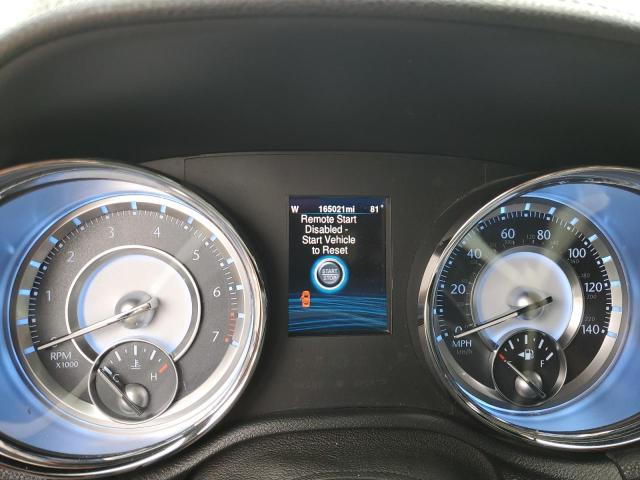 W 165021mi 81°
Remote Start
Disabled -
Start Vehicle
to Reset
START
STOP
1 2 3 4 5 6 7
RPM
X1000
C H
0 20 40 60 80 100 120 140
MPH
km/h
F